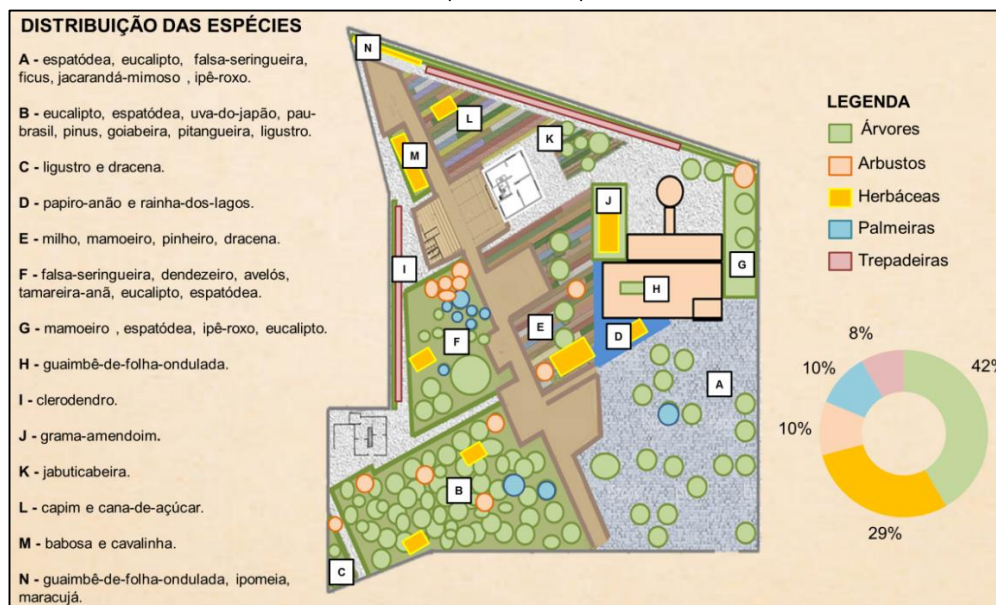 DISTRIBUIÇÃO DAS ESPÉCIES
A - espatódea, eucalipto, falsa-seringueira,
ficus, jacarandá-mimoso , ipê-roxo.
B - eucalipto, espatódea, uva-do-japão, pau-
brasil, pinus, goiabeira, pitangueira, ligustro.
C - ligustro e dracena.
D - papiro-anão e rainha-dos-lagos.
E - milho, mamoeiro, pinheiro, dracena.
F - falsa-seringueira, dendezeiro, avelós,
tamareira-anã, eucalipto, espatódea.
G - mamoeiro , espatódea, ipê-roxo, eucalipto.
H - guaimbê-de-folha-ondulada.
I - clerodendro.
J - grama-amendoim.
K - jabuticabeira.
L - capim e cana-de-açúcar.
M - babosa e cavalinha.
N - guaimbê-de-folha-ondulada, ipomeia,
maracujá.
N
L
K
M
J
I
G
H
E
D
F
A
B
C
LEGENDA
Árvores
Arbustos
Herbáceas
Palmeiras
Trepadeiras
8%
42%
10%
10%
29%